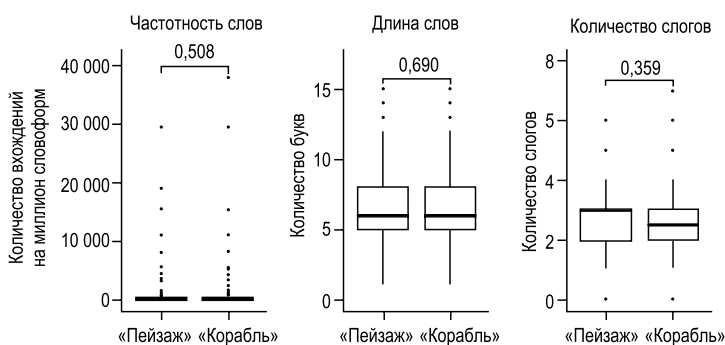 Частотность слов
0,508
Количество вхождений
на миллион словоформ
40 000
30 000
20 000
10 000
0
«Пейзаж» «Корабль»
Длина слов
0,690
Количество букв
15
10
5
0
«Пейзаж» «Корабль»
Количество слогов
0,359
Количество слогов
8
5
4
2
0
«Пейзаж» «Корабль»